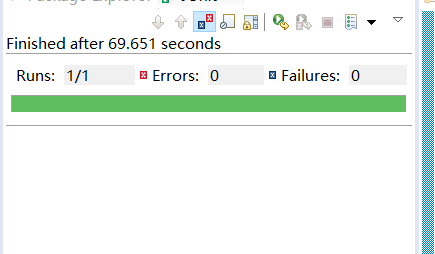 Finished after 69.651 seconds
Runs: 1/1 Errors: 0 Failures: 0